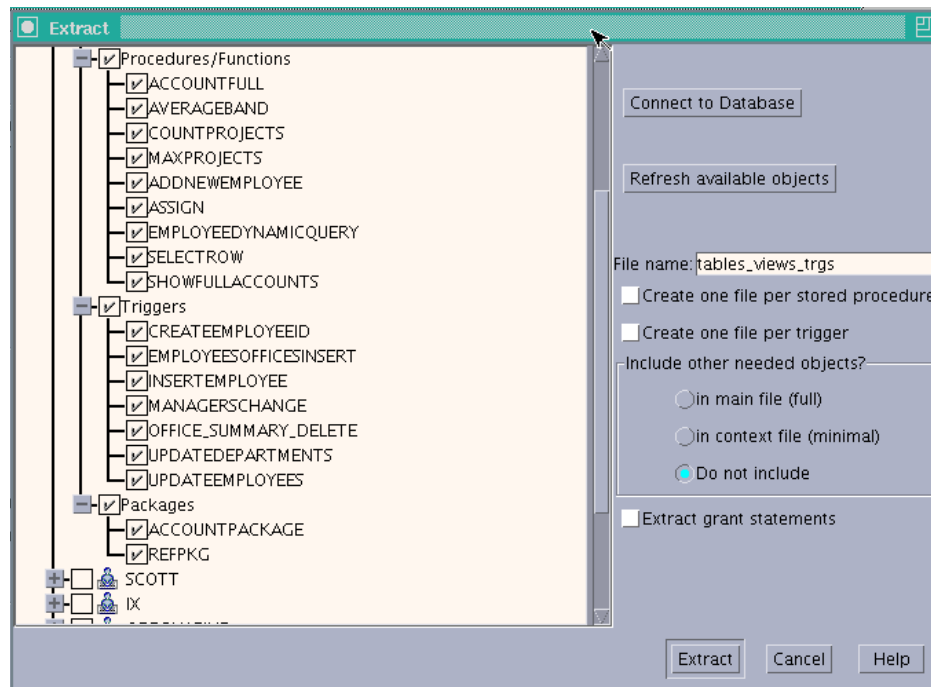 Extract
Procedures/Functions
ACCOUNTFULL
AVERAGEBAND
COUNTPROJECTS
MAXPROJECTS
ADDNEWEMPLOYEE
ASSIGN
EMPLOYEEDYNAMICQUERY
SELECTROW
SHOWFULLACCOUNTS
Triggers
CREATEEMPLOYEEID
EMPLOYEESOFFICESINSERT
INSERTEMPLOYEE
MANAGERSCHANGE
OFFICE_SUMMARY_DELETE
UPDATEDEPARTMENTS
UPDATEEMPLOYEES
Packages
ACCOUNTPACKAGE
REFPKG
SCOTT
IX
Connect to Database
Refresh available objects
File name: tables_views_trgs
Create one file per stored procedure
Create one file per trigger
Include other needed objects?
in main file (full)
in context file (minimal)
Do not include
Extract grant statements
Extract Cancel Help